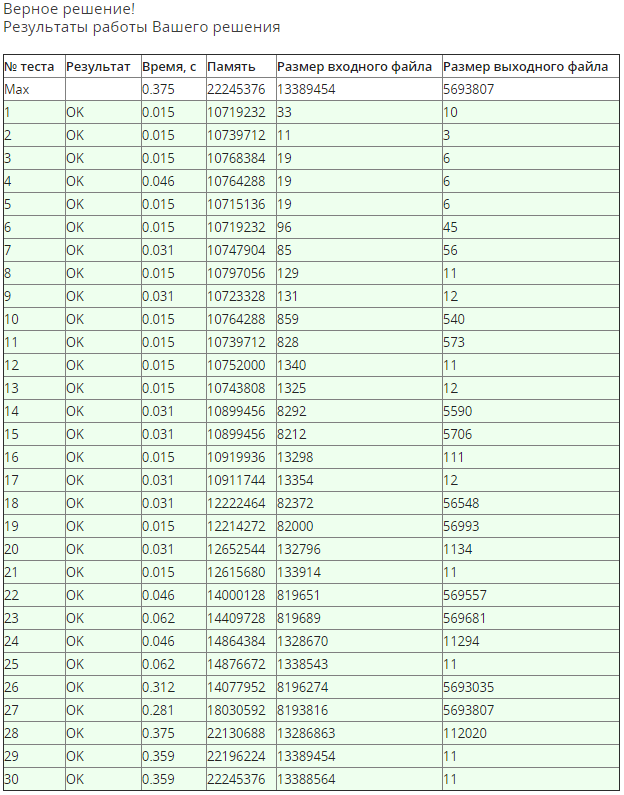 Верное решение!
Результаты работы Вашего решения
№ теста Результат Время, с Память Размер входного файла Размер выходного файла
Max 0.375 22245376 13389454 5693807
1 OK 0.015 10719232 33 10
2 OK 0.015 10739712 11 3
3 OK 0.015 10768384 19 6
4 OK 0.046 10764288 19 6
5 OK 0.015 10715136 19 6
6 OK 0.015 10719232 96 45
7 OK 0.031 10747904 85 56
8 OK 0.015 10797056 129 11
9 OK 0.031 10723328 131 12
10 OK 0.015 10764288 859 540
11 OK 0.015 10739712 828 573
12 OK 0.015 10752000 1340 11
13 OK 0.015 10743808 1325 12
14 OK 0.031 10899456 8292 5590
15 OK 0.031 10899456 8212 5706
16 OK 0.015 10919936 13298 111
17 OK 0.031 10911744 13354 12
18 OK 0.031 12222464 82372 56548
19 OK 0.015 12214272 82000 56993
20 OK 0.031 12652544 132796 1134
21 OK 0.015 12615680 133914 11
22 OK 0.046 14000128 819651 569557
23 OK 0.062 14409728 819689 569681
24 OK 0.046 14864384 1328670 11294
25 OK 0.062 14876672 1338543 11
26 OK 0.312 14077952 8196274 5693035
27 OK 0.281 18030592 8193816 5693807
28 OK 0.375 22130688 13286863 112020
29 OK 0.359 22196224 13389454 11
30 OK 0.359 22245376 13388564 11